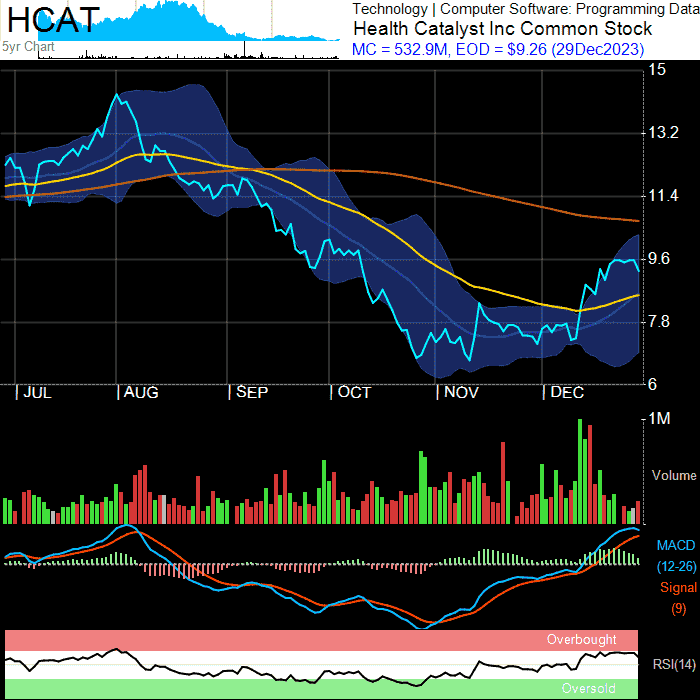 HCAT
5yr Chart
Technology | Computer Software: Programming Data
Health Catalyst Inc Common Stock
MC = 532.9M, EOD = $9.26 (29Dec2023)
15
13.2
11.4
9.6
7.8
6
JUL AUG SEP OCT NOV DEC
1M
Volume
MACD
(12-26)
Signal
(9)
Overbought
RSI(14)
Oversold